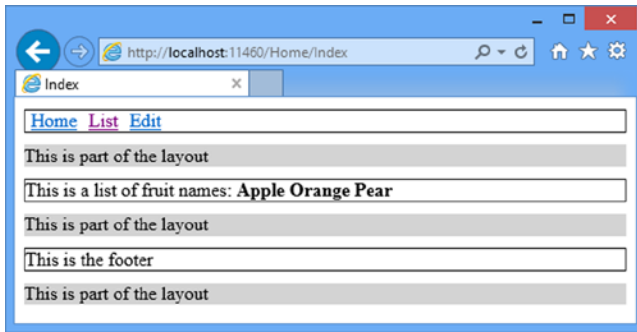 http://localhost:11460/Home/Index
Index
Home List Edit
This is part of the layout
This is a list of fruit names: Apple Orange Pear
This is part of the layout
This is the footer
This is part of the layout